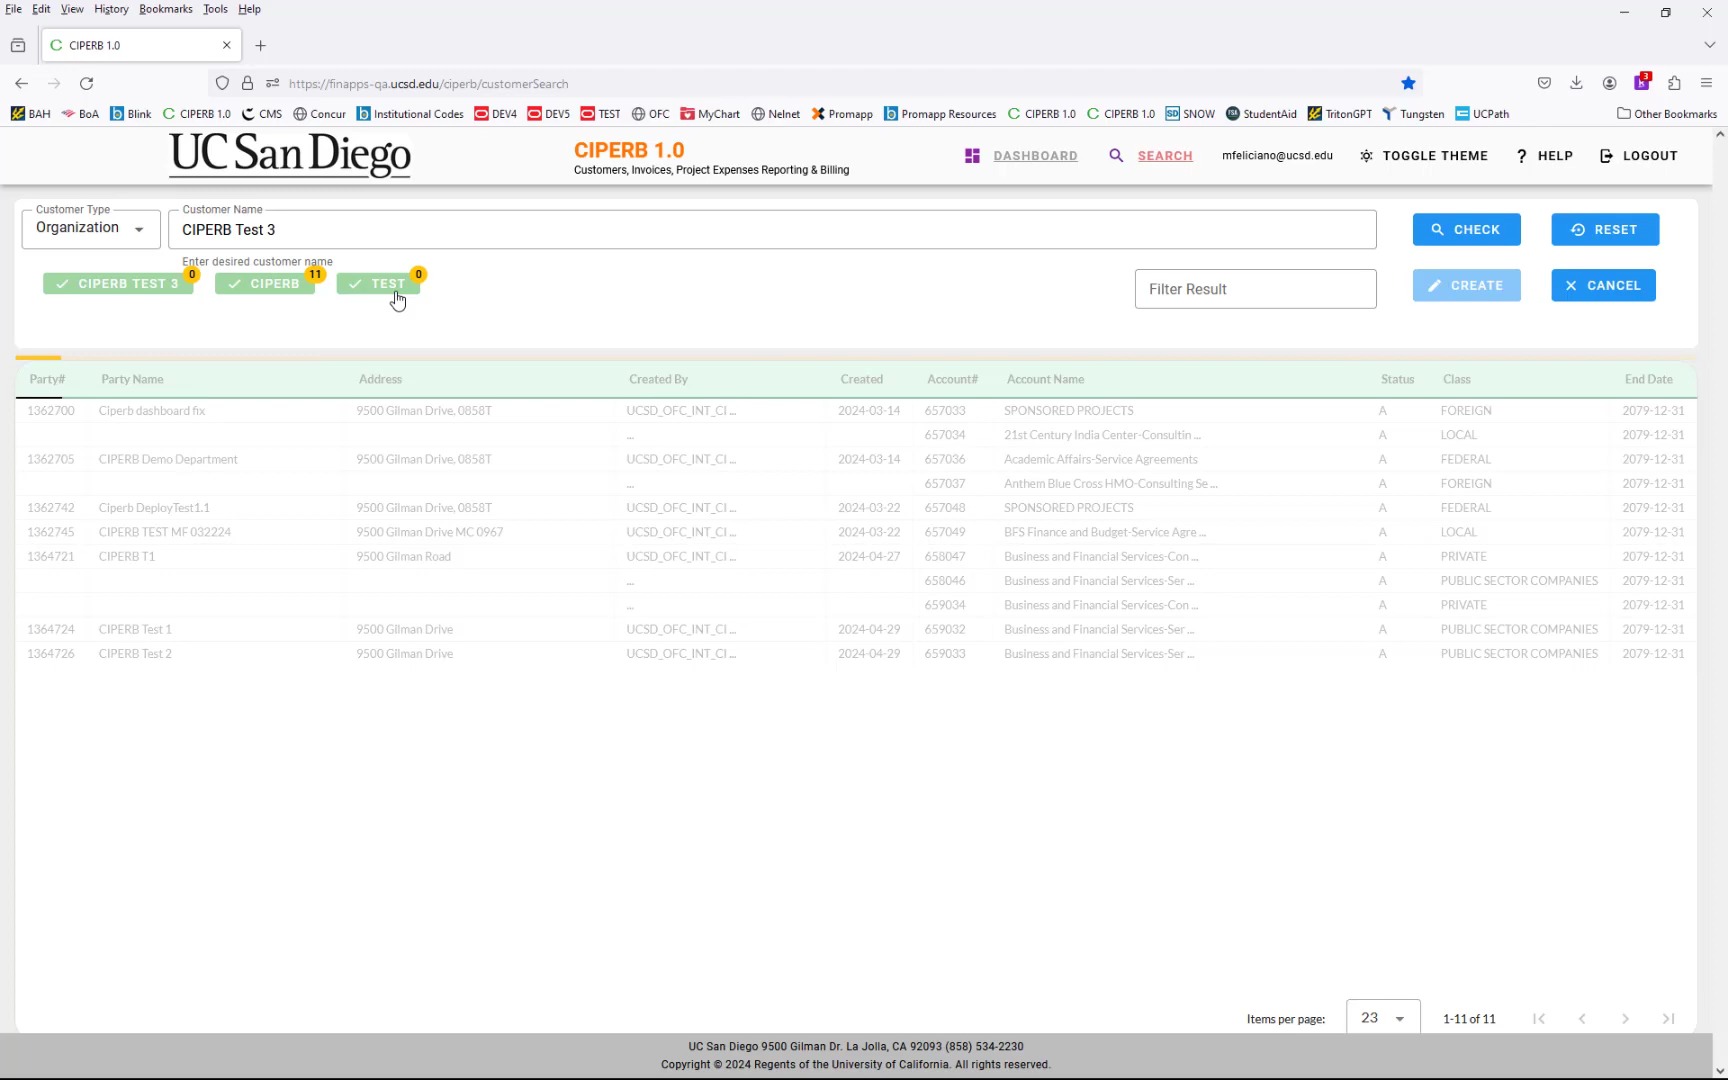 File Edit View History Bookmarks Tools Help
CIPERB 1.0
https://finapps-qa.ucsd.edu/ciperb/customerSearch
3
BAH BoA Blink CIPERB 1.0 CMS Concur Institutional Codes DEV4 DEV5 TEST OFC MyChart Nelnet Promapp Promapp Resources CIPERB 1.0 CIPERB 1.0 SNOW StudentAid TritonGPT Tungsten UCPath Other Bookmarks
UC San Diego
CIPERB 1.0
Customers, Invoices, Project Expenses Reporting & Billing
DASHBOARD SEARCH mfeliciano@ucsd.edu TOGGLE THEME ? HELP LOGOUT
Customer Type Customer Name
Organization CIPERB Test 3 CHECK RESET
Enter desired customer name
CIPERB TEST 3 0 CIPERB 11 TEST 0 Filter Result CREATE CANCEL
Party# Party Name Address Created By Created Account# Account Name Status Class End Date
1362700 Ciperb dashboard fix 9500 Gilman Drive, 0858T UCSD_OFC_INT_CI ... 2024-03-14 657033 SPONSORED PROJECTS A FOREIGN 2079-12-31
... 657034 21st Century India Center-Consultin ... A LOCAL 2079-12-31
1362705 CIPERB Demo Department 9500 Gilman Drive, 0858T UCSD_OFC_INT_CI ... 2024-03-14 657036 Academic Affairs-Service Agreements A FEDERAL 2079-12-31
... 657037 Anthem Blue Cross HMO-Consulting Se ... A FOREIGN 2079-12-31
1362742 Ciperb DeployTest1.1 9500 Gilman Drive, 0858T UCSD_OFC_INT_CI ... 2024-03-22 657048 SPONSORED PROJECTS A FEDERAL 2079-12-31
1362745 CIPERB TEST MF 032224 9500 Gilman Drive MC 0967 UCSD_OFC_INT_CI ... 2024-03-22 657049 BFS Finance and Budget-Service Agre ... A LOCAL 2079-12-31
1364721 CIPERB T1 9500 Gilman Road UCSD_OFC_INT_CI ... 2024-04-27 658047 Business and Financial Services-Con ... A PRIVATE 2079-12-31
... 658046 Business and Financial Services-Ser ... A PUBLIC SECTOR COMPANIES 2079-12-31
... 659034 Business and Financial Services-Con ... A PRIVATE 2079-12-31
1364724 CIPERB Test 1 9500 Gilman Drive UCSD_OFC_INT_CI ... 2024-04-29 659032 Business and Financial Services-Ser ... A PUBLIC SECTOR COMPANIES 2079-12-31
1364726 CIPERB Test 2 9500 Gilman Drive UCSD_OFC_INT_CI ... 2024-04-29 659033 Business and Financial Services-Ser ... A PUBLIC SECTOR COMPANIES 2079-12-31
Items per page: 23 1-11 of 11
UC San Diego 9500 Gilman Dr. La Jolla, CA 92093 (858) 534-2230
Copyright © 2024 Regents of the University of California. All rights reserved.